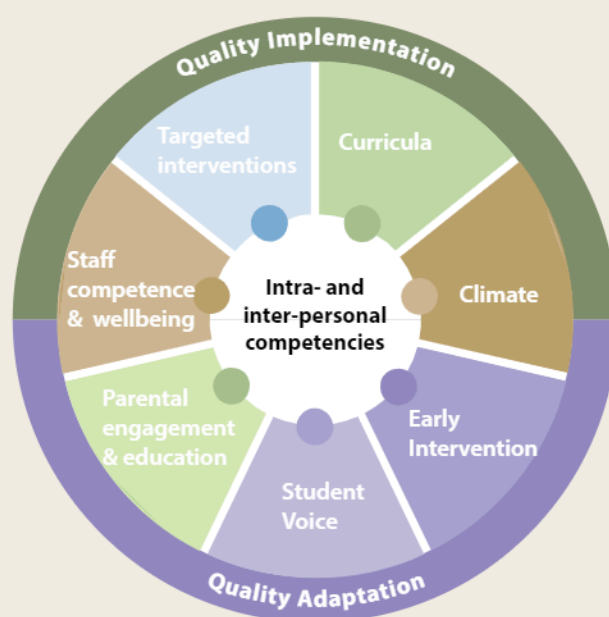 Quality Implementation
Targeted
interventions
Curricula
Staff
competence
& wellbeing
Intra- and
inter-personal
competencies
Climate
Parental
engagement
& education
Early
Intervention
Student
Voice
Quality Adaptation